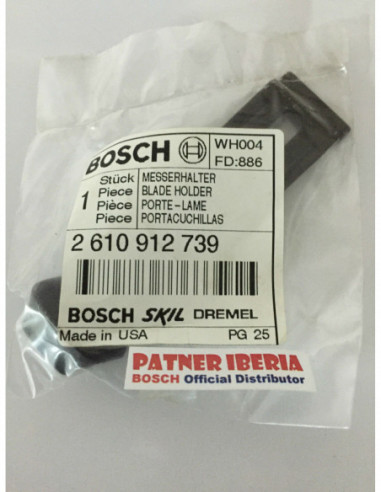 BOSCH
WH004
FD:886
1
Stück MESSERHALTER
Piece BLADE HOLDER
Pièce PORTE-LAME
Piece PORTACUCHILLAS
2 610 912 739
BOSCH SKIL DREMEL
Made in USA PG 25
PATNER IBERIA
BOSCH Official Distributor